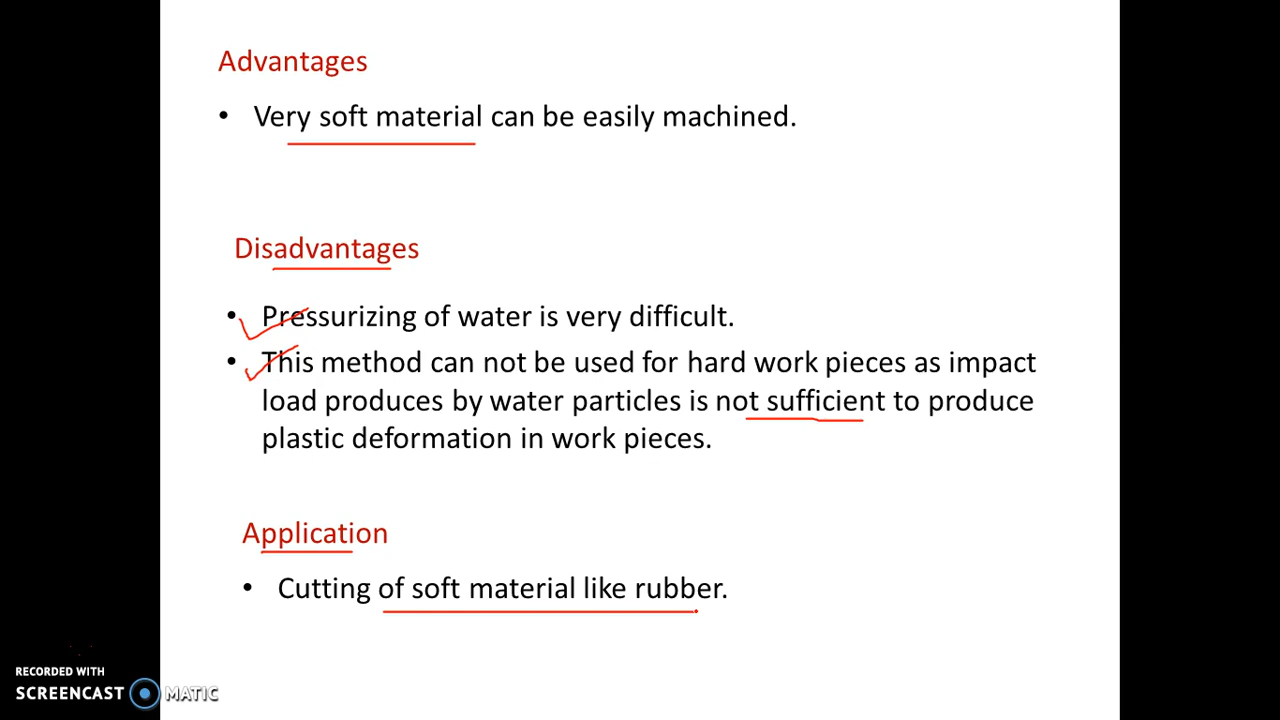 Advantages
• Very soft material can be easily machined.
Disadvantages
• Pressurizing of water is very difficult.
• This method can not be used for hard work pieces as impact
load produces by water particles is not sufficient to produce
plastic deformation in work pieces.
Application
• Cutting of soft material like rubber.
RECORDED WITH
SCREENCAST MATIC